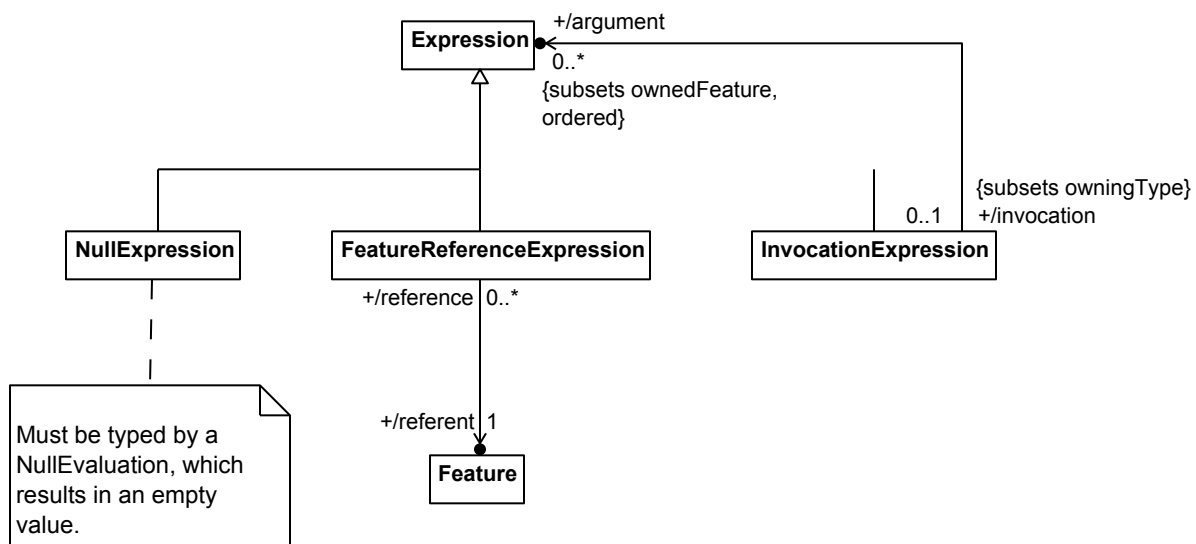 +/argument
Expression
0..*
{subsets ownedFeature,
ordered}
{subsets owningType}
0..1
+/invocation
NullExpression
FeatureReferenceExpression
InvocationExpression
+/reference
0..*
+/referent
1
Feature
Must be typed by a
NullEvaluation, which
results in an empty
value.